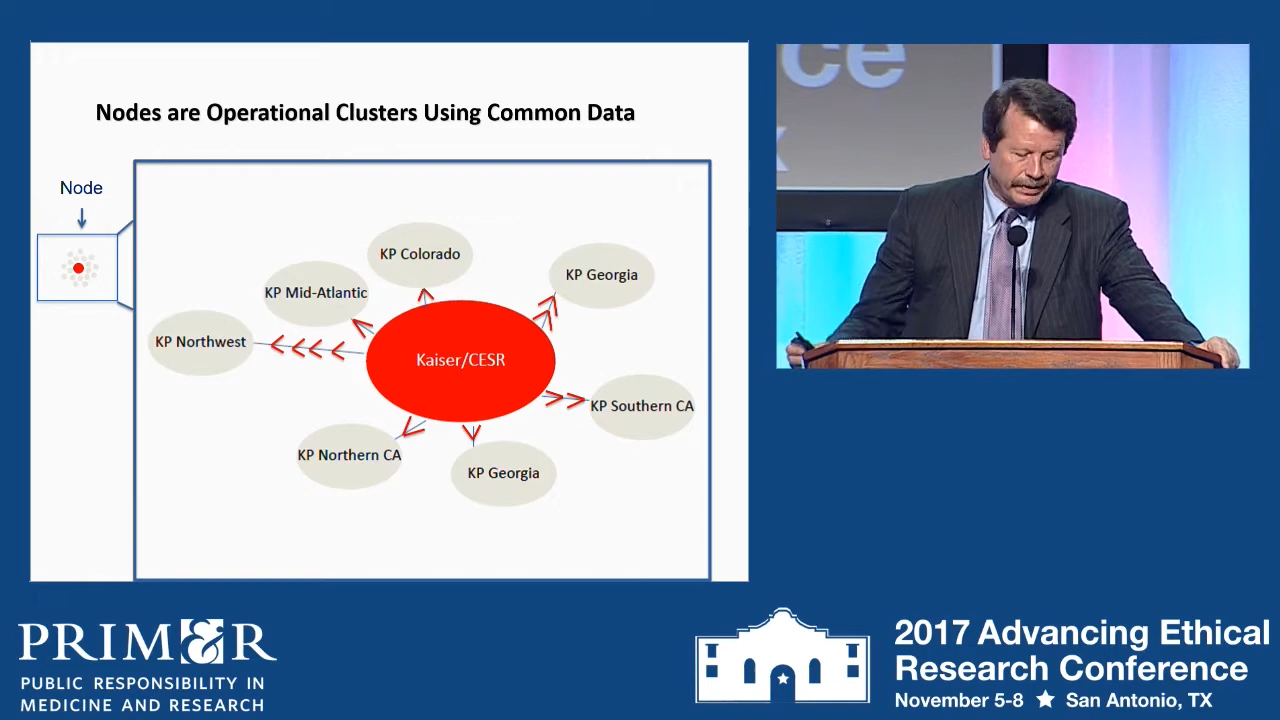 Nodes are Operational Clusters Using Common Data
Node
KP Colorado
KP Georgia
KP Mid-Atlantic
KP Northwest
Kaiser/CESR
KP Southern CA
KP Northern CA
KP Georgia
ce
PRIM&R
PUBLIC RESPONSIBILITY IN
MEDICINE AND RESEARCH
2017 Advancing Ethical
Research Conference
November 5-8 ★ San Antonio, TX